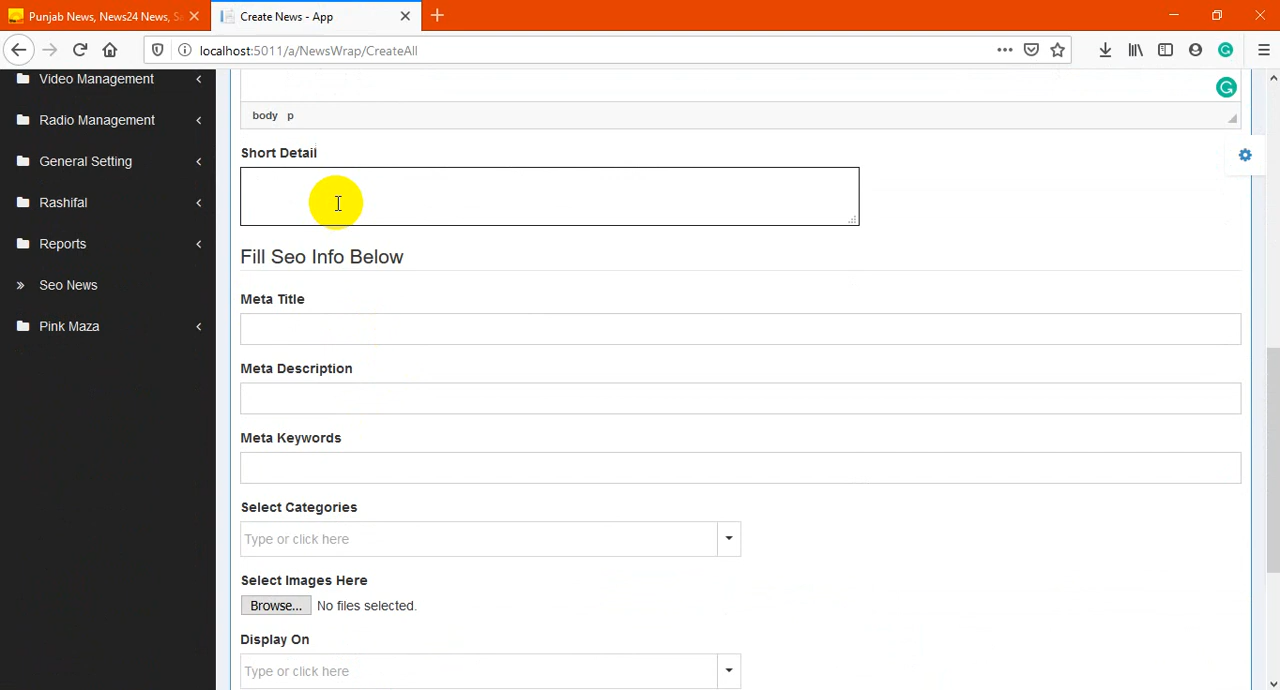 Punjab News, News24 News, Sa
Create News - App
localhost:5011/a/NewsWrap/CreateAll
Video Management
Radio Management
General Setting
Rashifal
Reports
Seo News
Pink Maza
body p
Short Detail
Fill Seo Info Below
Meta Title
Meta Description
Meta Keywords
Select Categories
Type or click here
Select Images Here
Browse... No files selected.
Display On
Type or click here